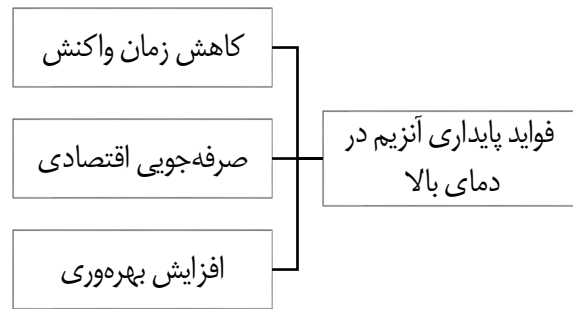 فواید پایداری آنزیم در
دمای بالا
کاهش زمان واکنش
صرفه‌جویی اقتصادی
افزایش بهره‌وری